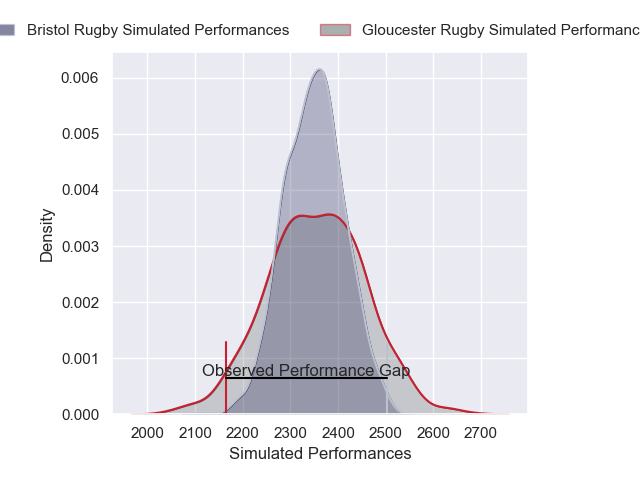 Bristol Rugby Simulated Performances
Gloucester Rugby Simulated Performanc
0.006
0.005
0.004
0.003
0.002
0.001
0.000
Density
Observed Performance Gap
2000 2100 2200 2300 2400 2500 2600 2700
Simulated Performances